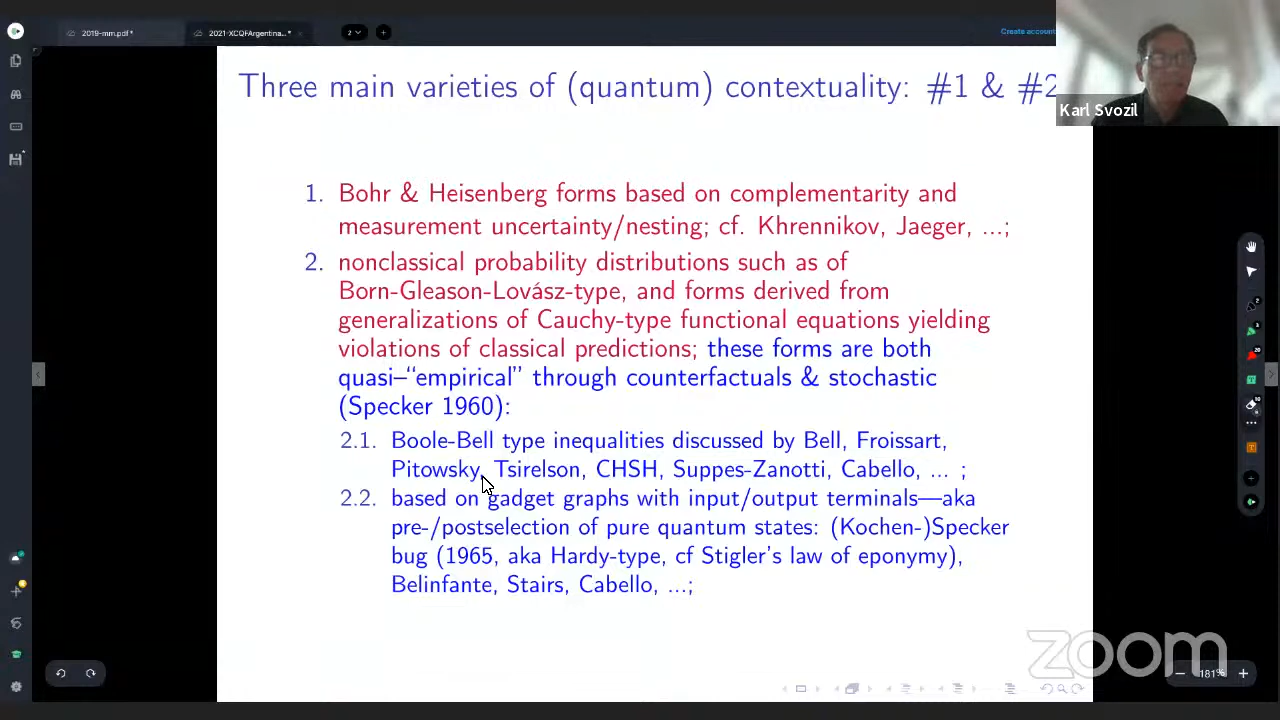 2019-mm.pdf*
2021-XCQFArgentina...*
2
Create account
Three main varieties of (quantum) contextuality: #1 & #2
Karl Svozil
1. Bohr & Heisenberg forms based on complementarity and
measurement uncertainty/nesting; cf. Khrennikov, Jaeger, ...;
2. nonclassical probability distributions such as of
Born-Gleason-Lovász-type, and forms derived from
generalizations of Cauchy-type functional equations yielding
violations of classical predictions; these forms are both
quasi–“empirical” through counterfactuals & stochastic
(Specker 1960):
2.1. Boole-Bell type inequalities discussed by Bell, Froissart,
Pitowsky, Tsirelson, CHSH, Suppes-Zanotti, Cabello, ... ;
2.2. based on gadget graphs with input/output terminals—aka
pre-/postselection of pure quantum states: (Kochen-)Specker
bug (1965, aka Hardy-type, cf Stigler's law of eponymy),
Belinfante, Stairs, Cabello, ...;
zoom
181%